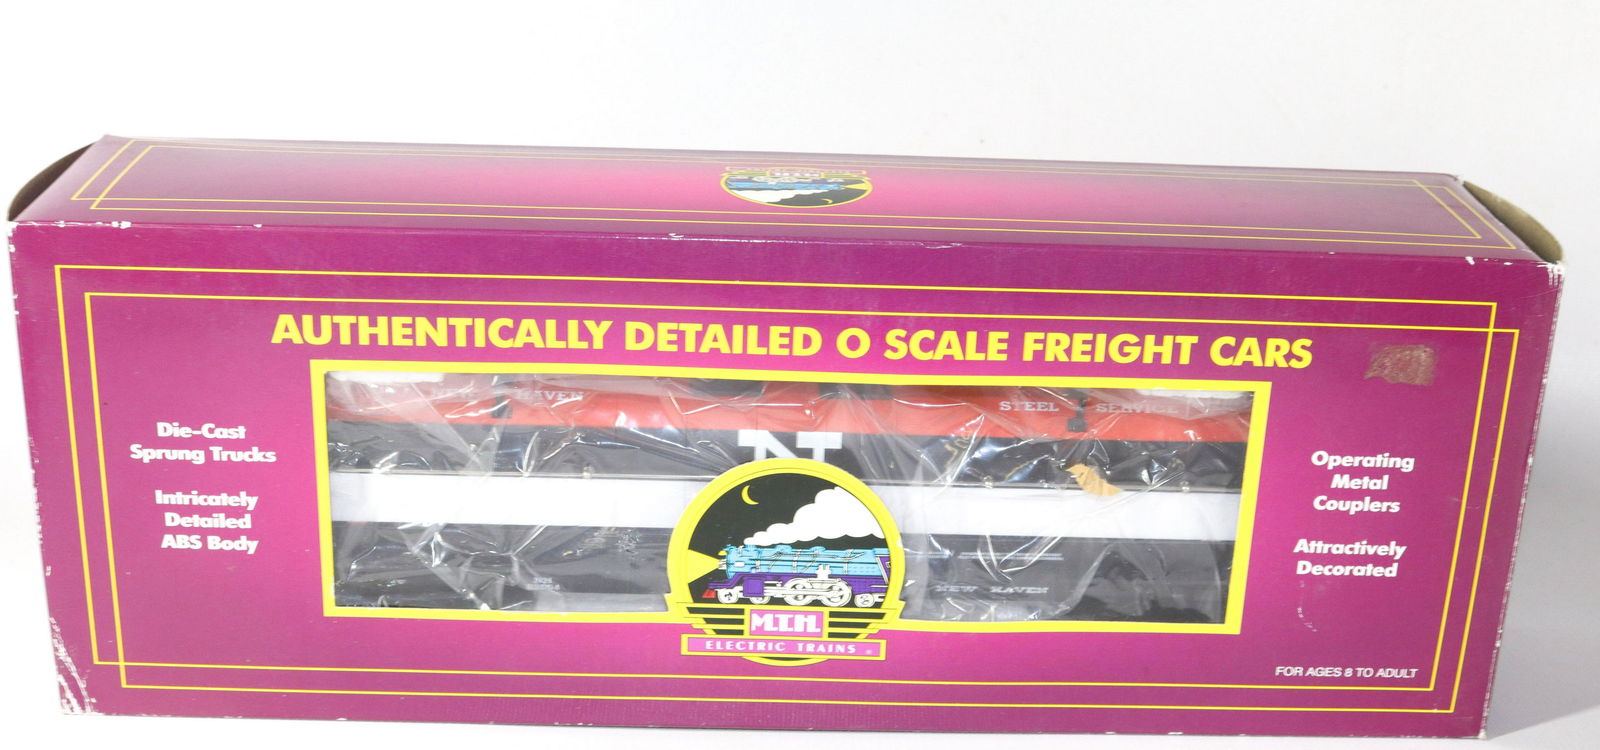 AUTHENTICALLY DETAILED O SCALE FREIGHT CARS
Die-Cast
Sprung Trucks
Intricately
Detailed
ABS Body
HAVEN
STEEL SERVICE
N
NEW HAVEN
Operating
Metal
Couplers
Attractively
Decorated
M.T.H.
ELECTRIC TRAINS
FOR AGES 8 TO ADULT